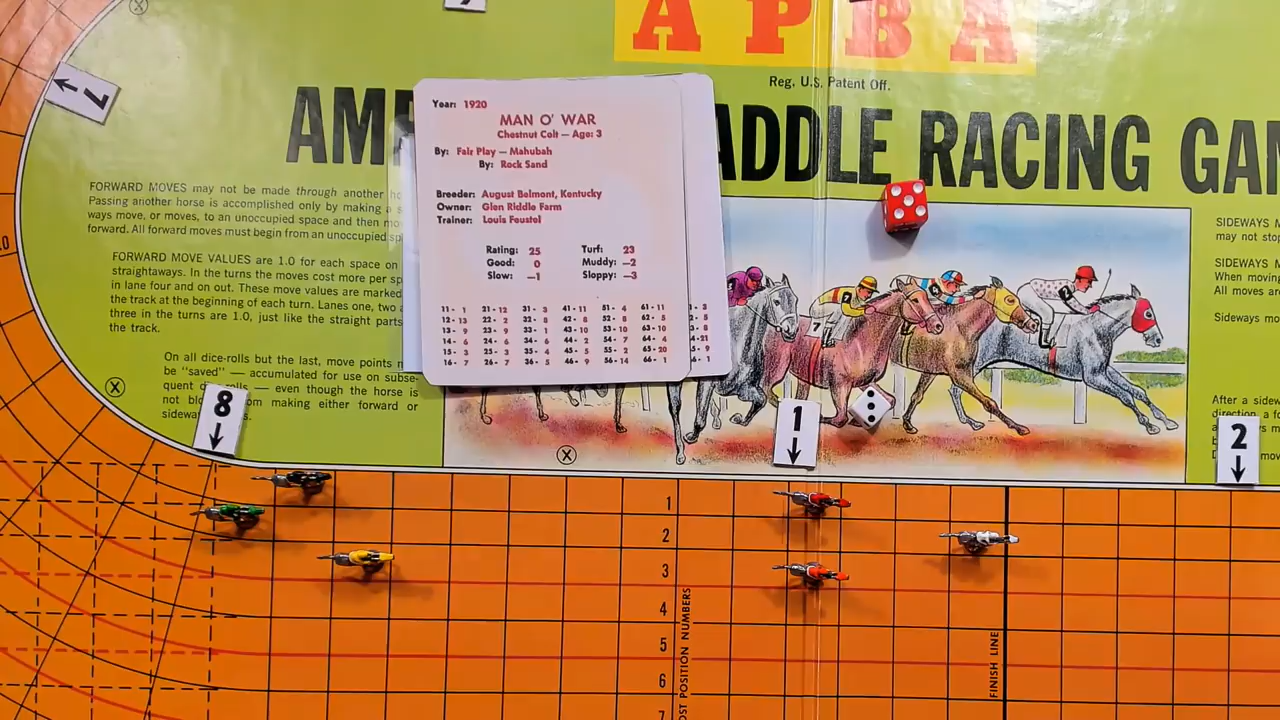 A P B A
Reg. U.S. Patent Off.
7
AM
ADDLE RACING GA
Year: 1920
MAN O' WAR
Chestnut Colt — Age: 3
By: Fair Play — Mahubah
By: Rock Sand
Breeder: August Belmont, Kentucky
Owner: Glen Riddle Farm
Trainer: Louis Feustel
Rating: 25 Turf: 23
Good: 0 Muddy: —2
Slow: —1 Sloppy: —3
11- 1 21-12 31- 3 41-11 51- 4 61-11
12-13 22- 2 32- 8 42- 8 52- 8 62- 5
13- 9 23- 9 33- 1 43-10 53-10 63-10
14- 6 24- 6 34- 6 44- 2 54- 7 64- 4
15- 3 25- 3 35- 4 45- 5 55- 2 65-20
16- 7 26- 7 36- 5 46- 9 56-14 66- 1
FORWARD MOVES may not be made through another
Passing another horse is accomplished only by making a
ways move, or moves, to an unoccupied space and then
forward. All forward moves must begin from an unoccupied
FORWARD MOVE VALUES are 1.0 for each space on
straightaways. In the turns the moves cost more per
in lane four and on out. These move values are marked
the track at the beginning of each turn. Lanes one, two
three in the turns are 1.0, just like the straight parts
the track.
On all dice-rolls but the last, move points
be "saved" — accumulated for use on subse-
quent — even though the horse is
not from making either forward or
SIDEWAYS
may not
SIDEWAYS
When moving
All moves are
Sideways
After a
direction a
7
8
1
2
X
X
X
1
2
3
4
5
6
7
POST POSITION NUMBERS
FINISH LINE